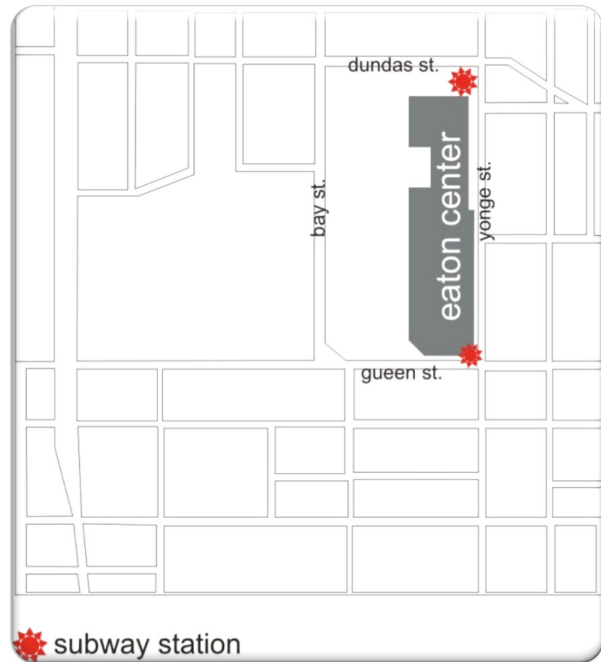 dundas st.
eaton center
yonge st.
bay st.
gueen st.
subway station